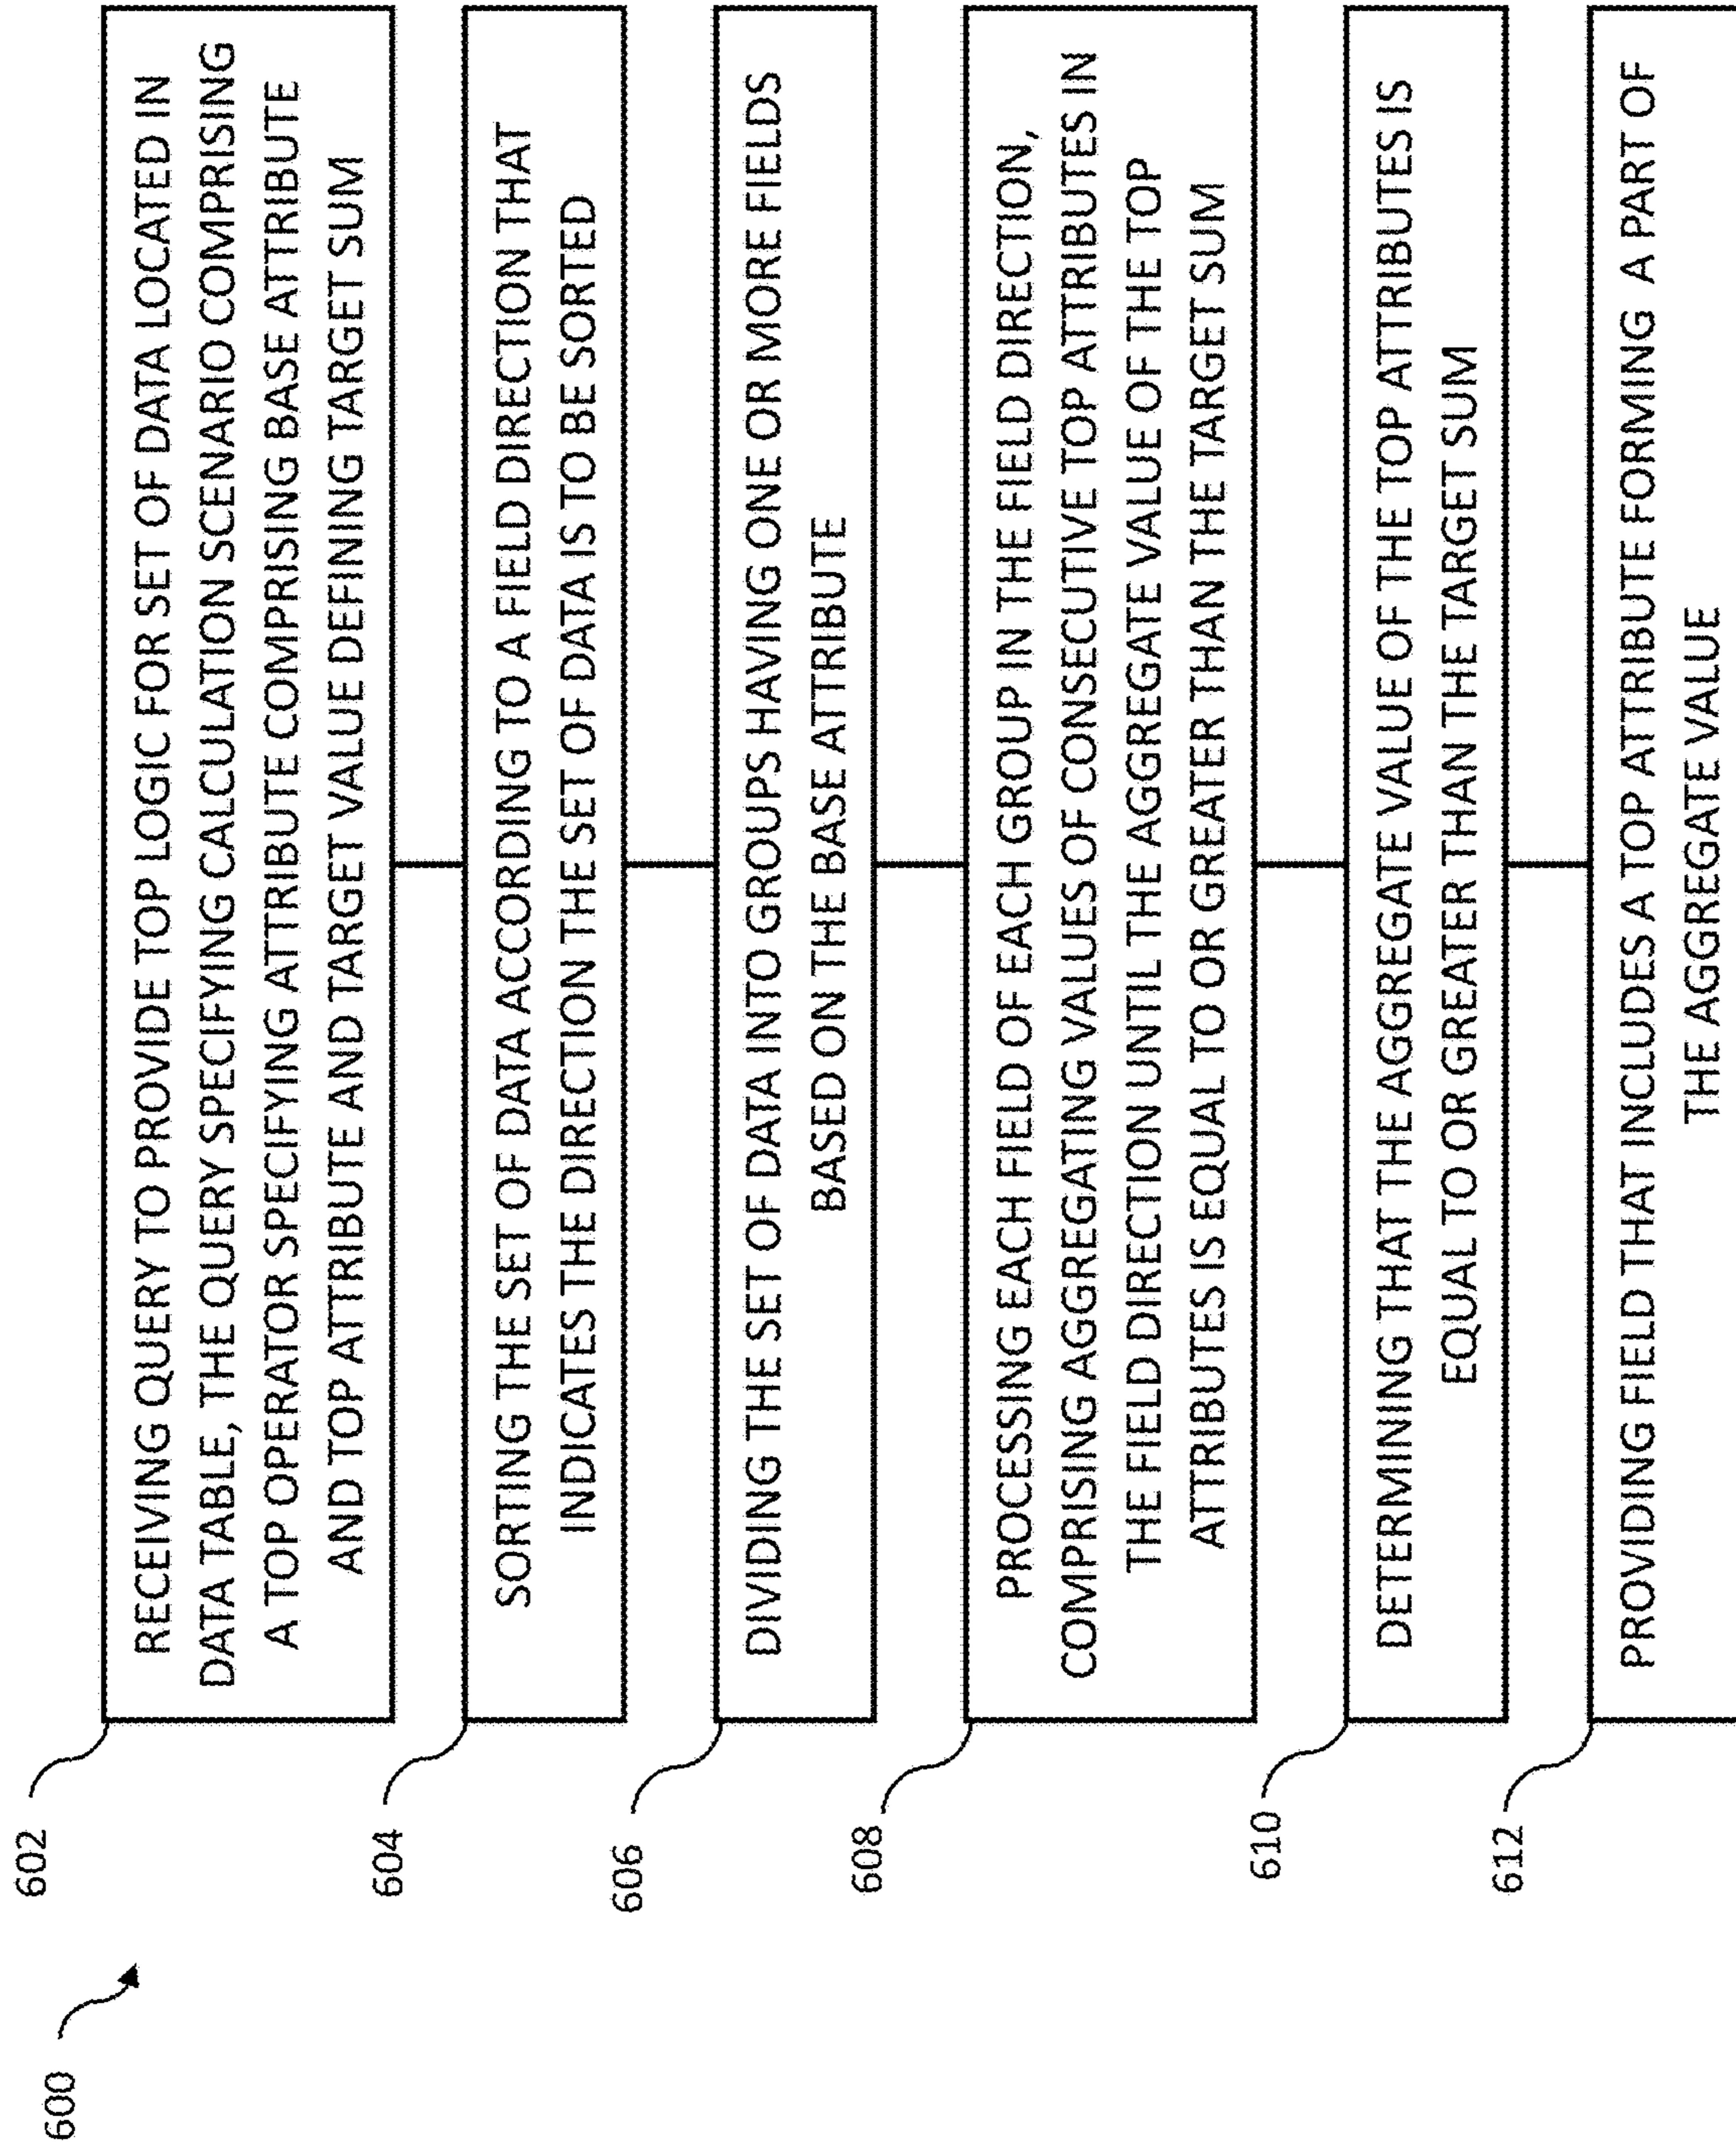 600
602
RECEIVING QUERY TO PROVIDE TOP LOGIC FOR SET OF DATA LOCATED IN
DATA TABLE, THE QUERY SPECIFYING CALCULATION SCENARIO COMPRISING
A TOP OPERATOR SPECIFYING ATTRIBUTE COMPRISING BASE ATTRIBUTE
AND TOP ATTRIBUTE AND TARGET VALUE DEFINING TARGET SUM
604
SORTING THE SET OF DATA ACCORDING TO A FIELD DIRECTION THAT
INDICATES THE DIRECTION THE SET OF DATA IS TO BE SORTED
606
DIVIDING THE SET OF DATA INTO GROUPS HAVING ONE OR MORE FIELDS
BASED ON THE BASE ATTRIBUTE
608
PROCESSING EACH FIELD OF EACH GROUP IN THE FIELD DIRECTION,
COMPRISING AGGREGATING VALUES OF CONSECUTIVE TOP ATTRIBUTES IN
THE FIELD DIRECTION UNTIL THE AGGREGATE VALUE OF THE TOP
ATTRIBUTES IS EQUAL TO OR GREATER THAN THE TARGET SUM
610
DETERMINING THAT THE AGGREGATE VALUE OF THE TOP ATTRIBUTES IS
EQUAL TO OR GREATER THAN THE TARGET SUM
612
PROVIDING FIELD THAT INCLUDES A TOP ATTRIBUTE FORMING A PART OF
THE AGGREGATE VALUE